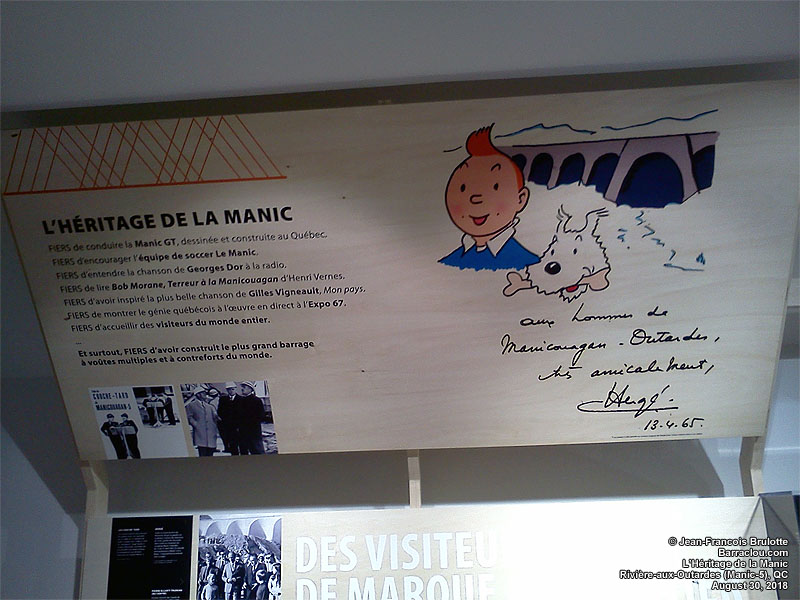 L'HÉRITAGE DE LA MANIC
FIERS de conduire la Manic GT, dessinée et construite au Québec,
FIERS d'encourager l'équipe de soccer Le Manic.
FIERS d'entendre la chanson de Georges Dor à la radio,
FIERS de lire Bob Morane, Terreur à la Manicouagan d'Henri Vernes,
FIERS d'avoir inspiré la plus belle chanson de Gilles Vigneault, Mon pays.
FIERS de montrer le génie québécois à l'œuvre en direct à l'Expo 67.
FIERS d'accueillir des visiteurs du monde entier.
...
Et surtout, FIERS d'avoir construit le plus grand barrage
à voûtes multiples et à contreforts du monde.
aux hommes de
Manicouagan - Outardes,
très amicalement,
Hergé.
13.4.65.
COUCHE-TARD
MANICOUAGAN-5
DES VISITEU
DE MARQUE
© Jean-Francois Brulotte
Barraclou.com
L'Héritage de la Manic
Rivière-aux-Outardes (Manic-5), QC
August 30, 2018